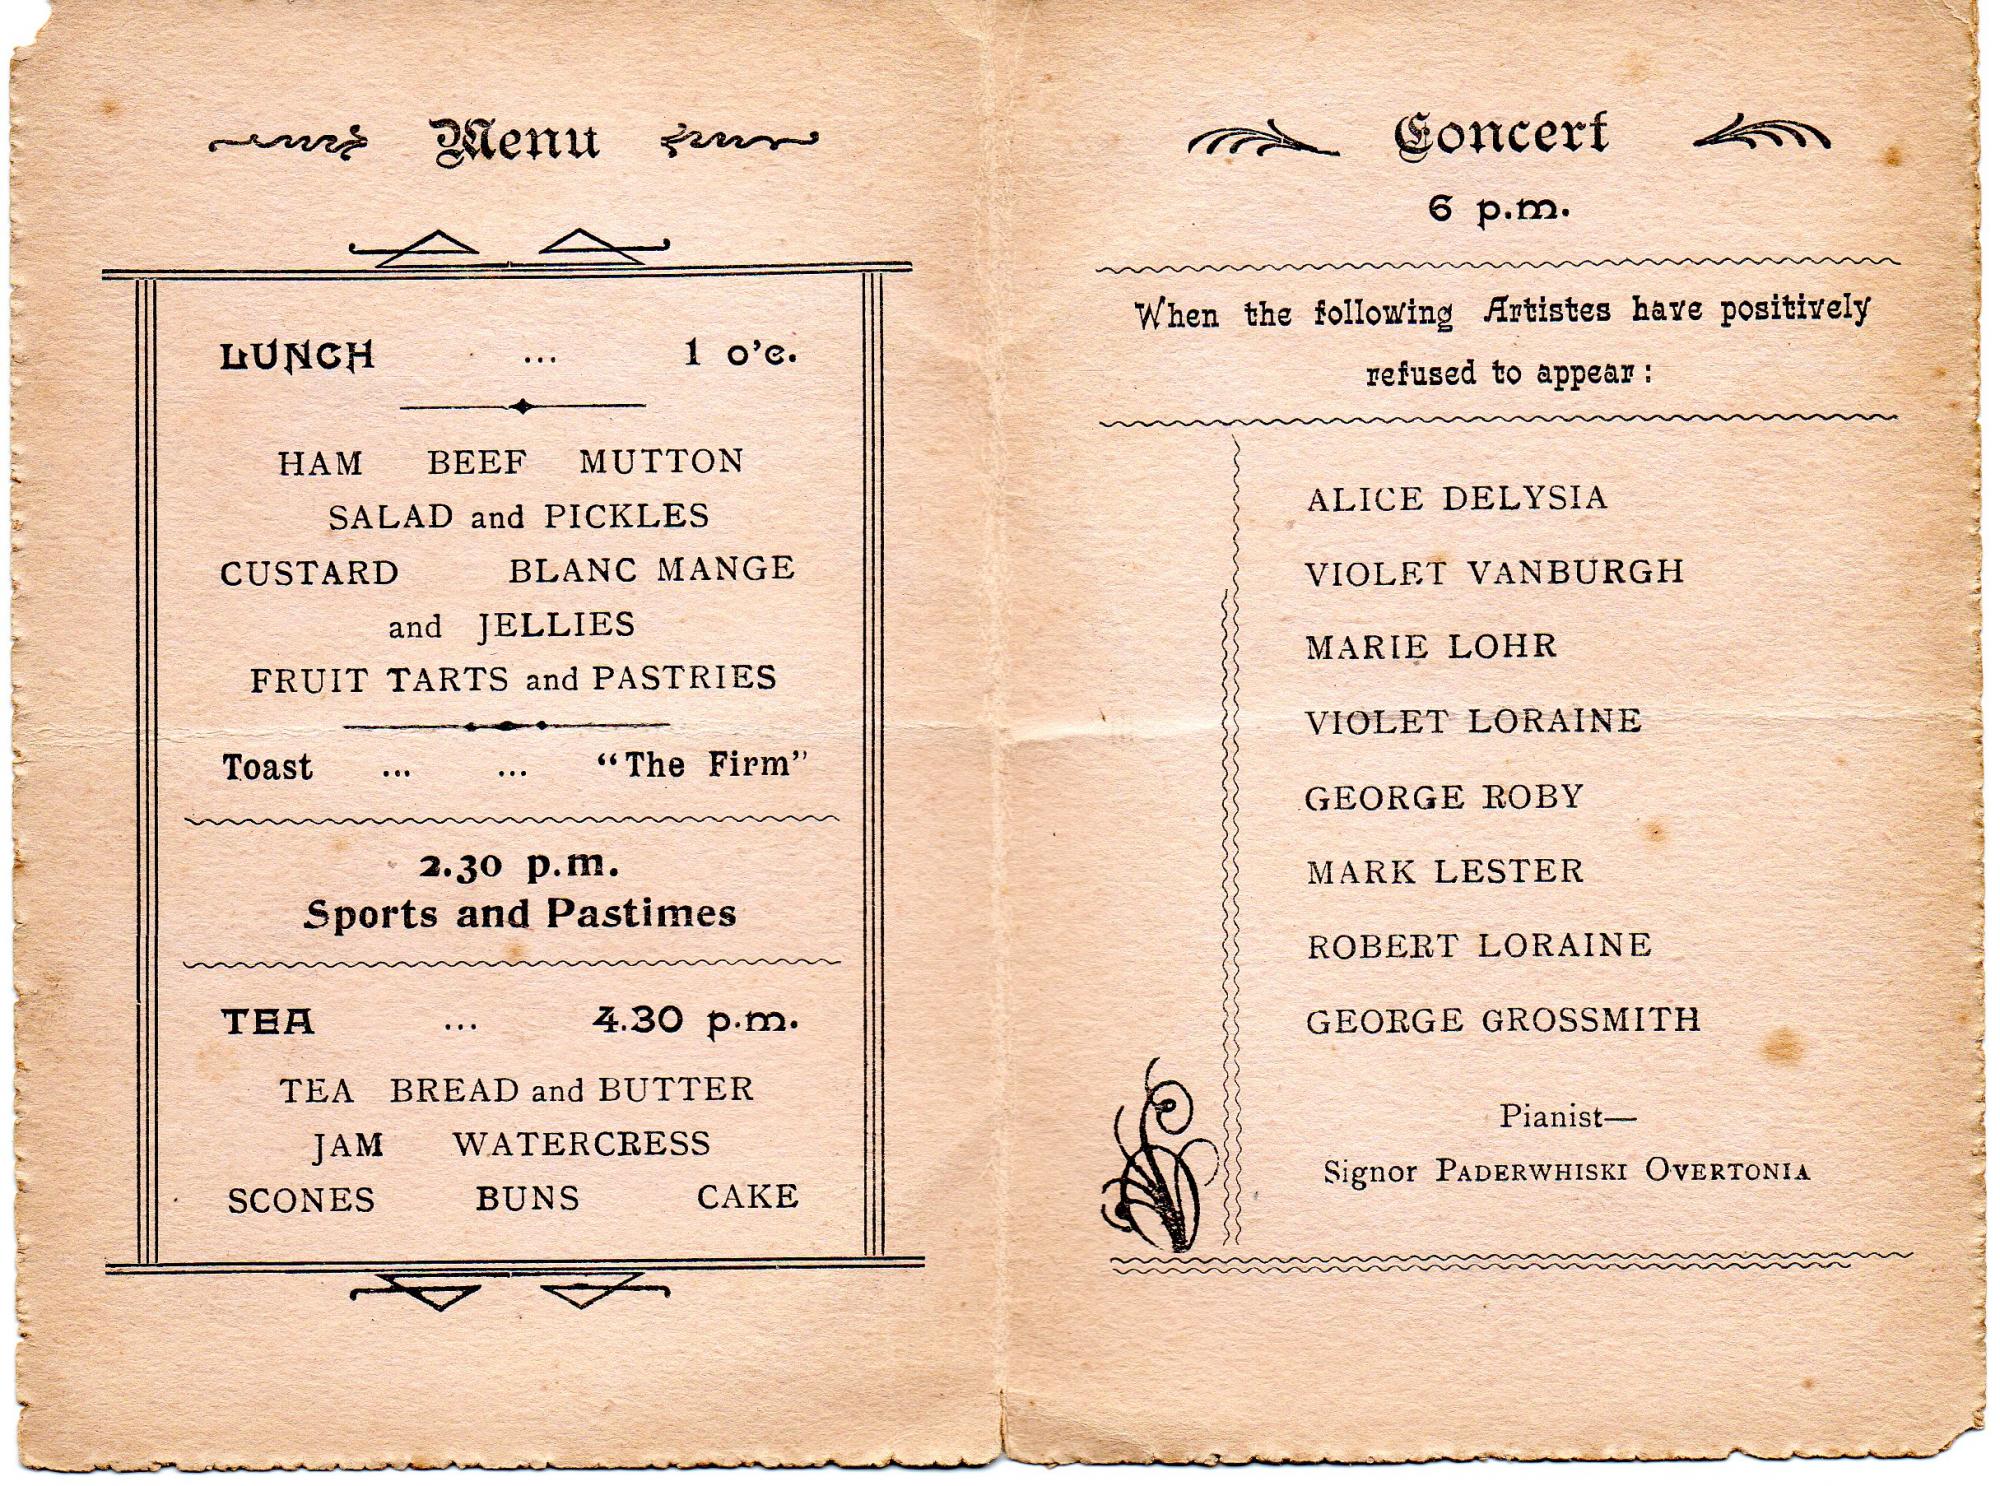 Menu
LUNCH ... 1 o'c.
HAM BEEF MUTTON
SALAD and PICKLES
CUSTARD BLANC MANGE
and JELLIES
FRUIT TARTS and PASTRIES
Toast ... ... "The Firm"
2.30 p.m.
Sports and Pastimes
TEA ... 4.30 p.m.
TEA BREAD and BUTTER
JAM WATERCRESS
SCONES BUNS CAKE
Concert
6 p.m.
When the following Artistes have positively
refused to appear:
ALICE DELYSIA
VIOLET VANBURGH
MARIE LOHR
VIOLET LORAINE
GEORGE ROBY
MARK LESTER
ROBERT LORAINE
GEORGE GROSSMITH
Pianist—
Signor PADERWHISKI OVERTONIA